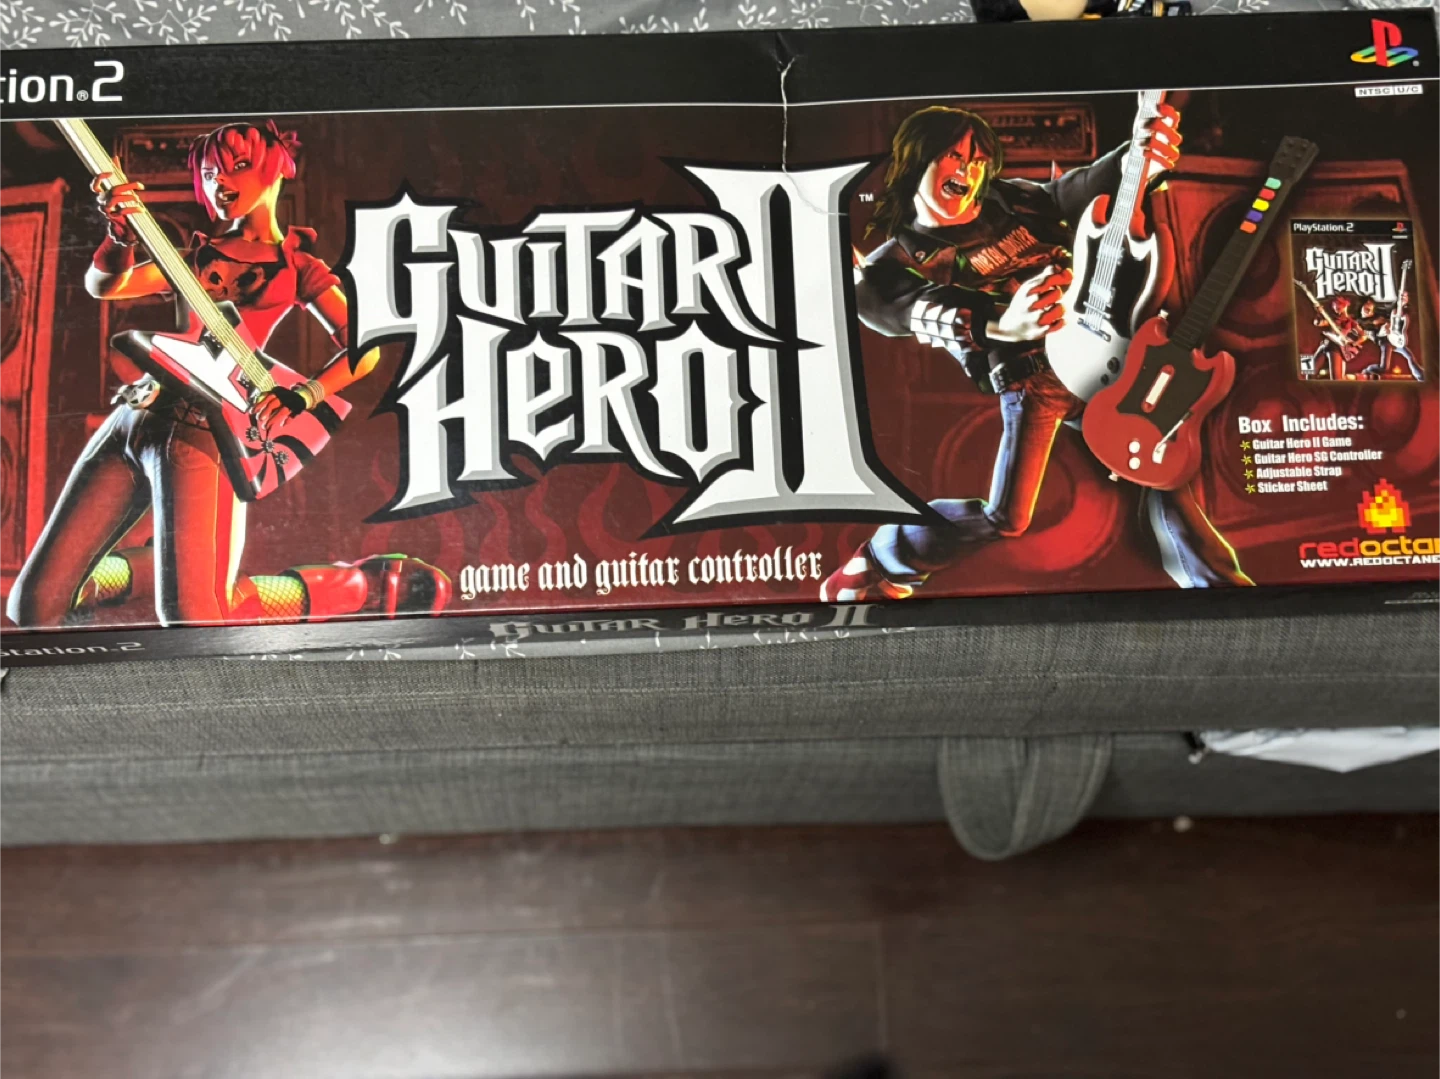 tion®2
NTSC U/C
GUITAR
HERO II
™
PlayStation.2
GUITAR
HERO II
Box Includes:
Guitar Hero II Game
Guitar Hero SG Controller
Adjustable Strap
Sticker Sheet
redocta
WWW.REDOCTANE
game and guitar controller
GUITAR HERO II
station.2